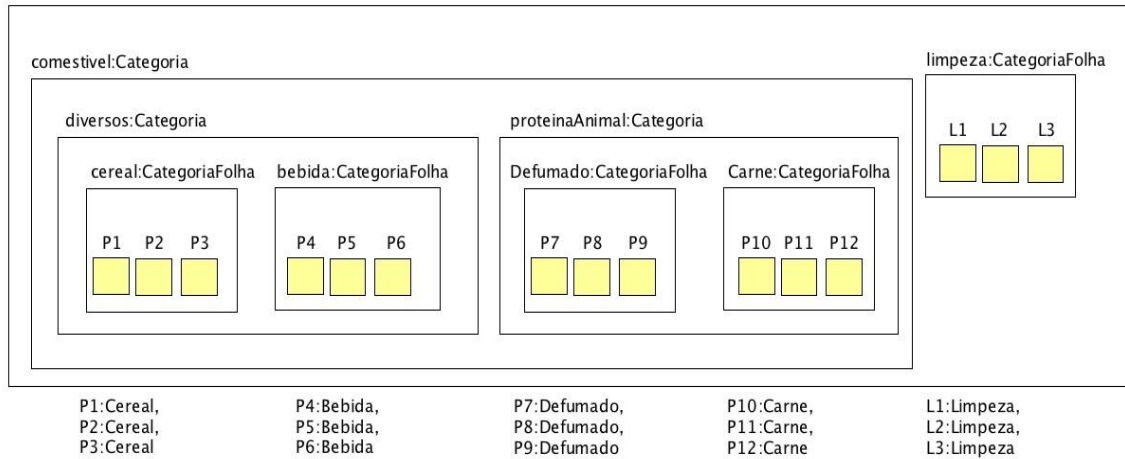 comestivel:Categoria
limpeza:CategoriaFolha
diversos:Categoria
proteinaAnimal:Categoria
L1 L2 L3
cereal:CategoriaFolha
bebida:CategoriaFolha
Defumado:CategoriaFolha
Carne:CategoriaFolha
P1 P2 P3
P4 P5 P6
P7 P8 P9
P10 P11 P12
P1:Cereal,
P2:Cereal,
P3:Cereal
P4:Bebida,
P5:Bebida,
P6:Bebida
P7:Defumado,
P8:Defumado,
P9:Defumado
P10:Carne,
P11:Carne,
P12:Carne
L1:Limpeza,
L2:Limpeza,
L3:Limpeza